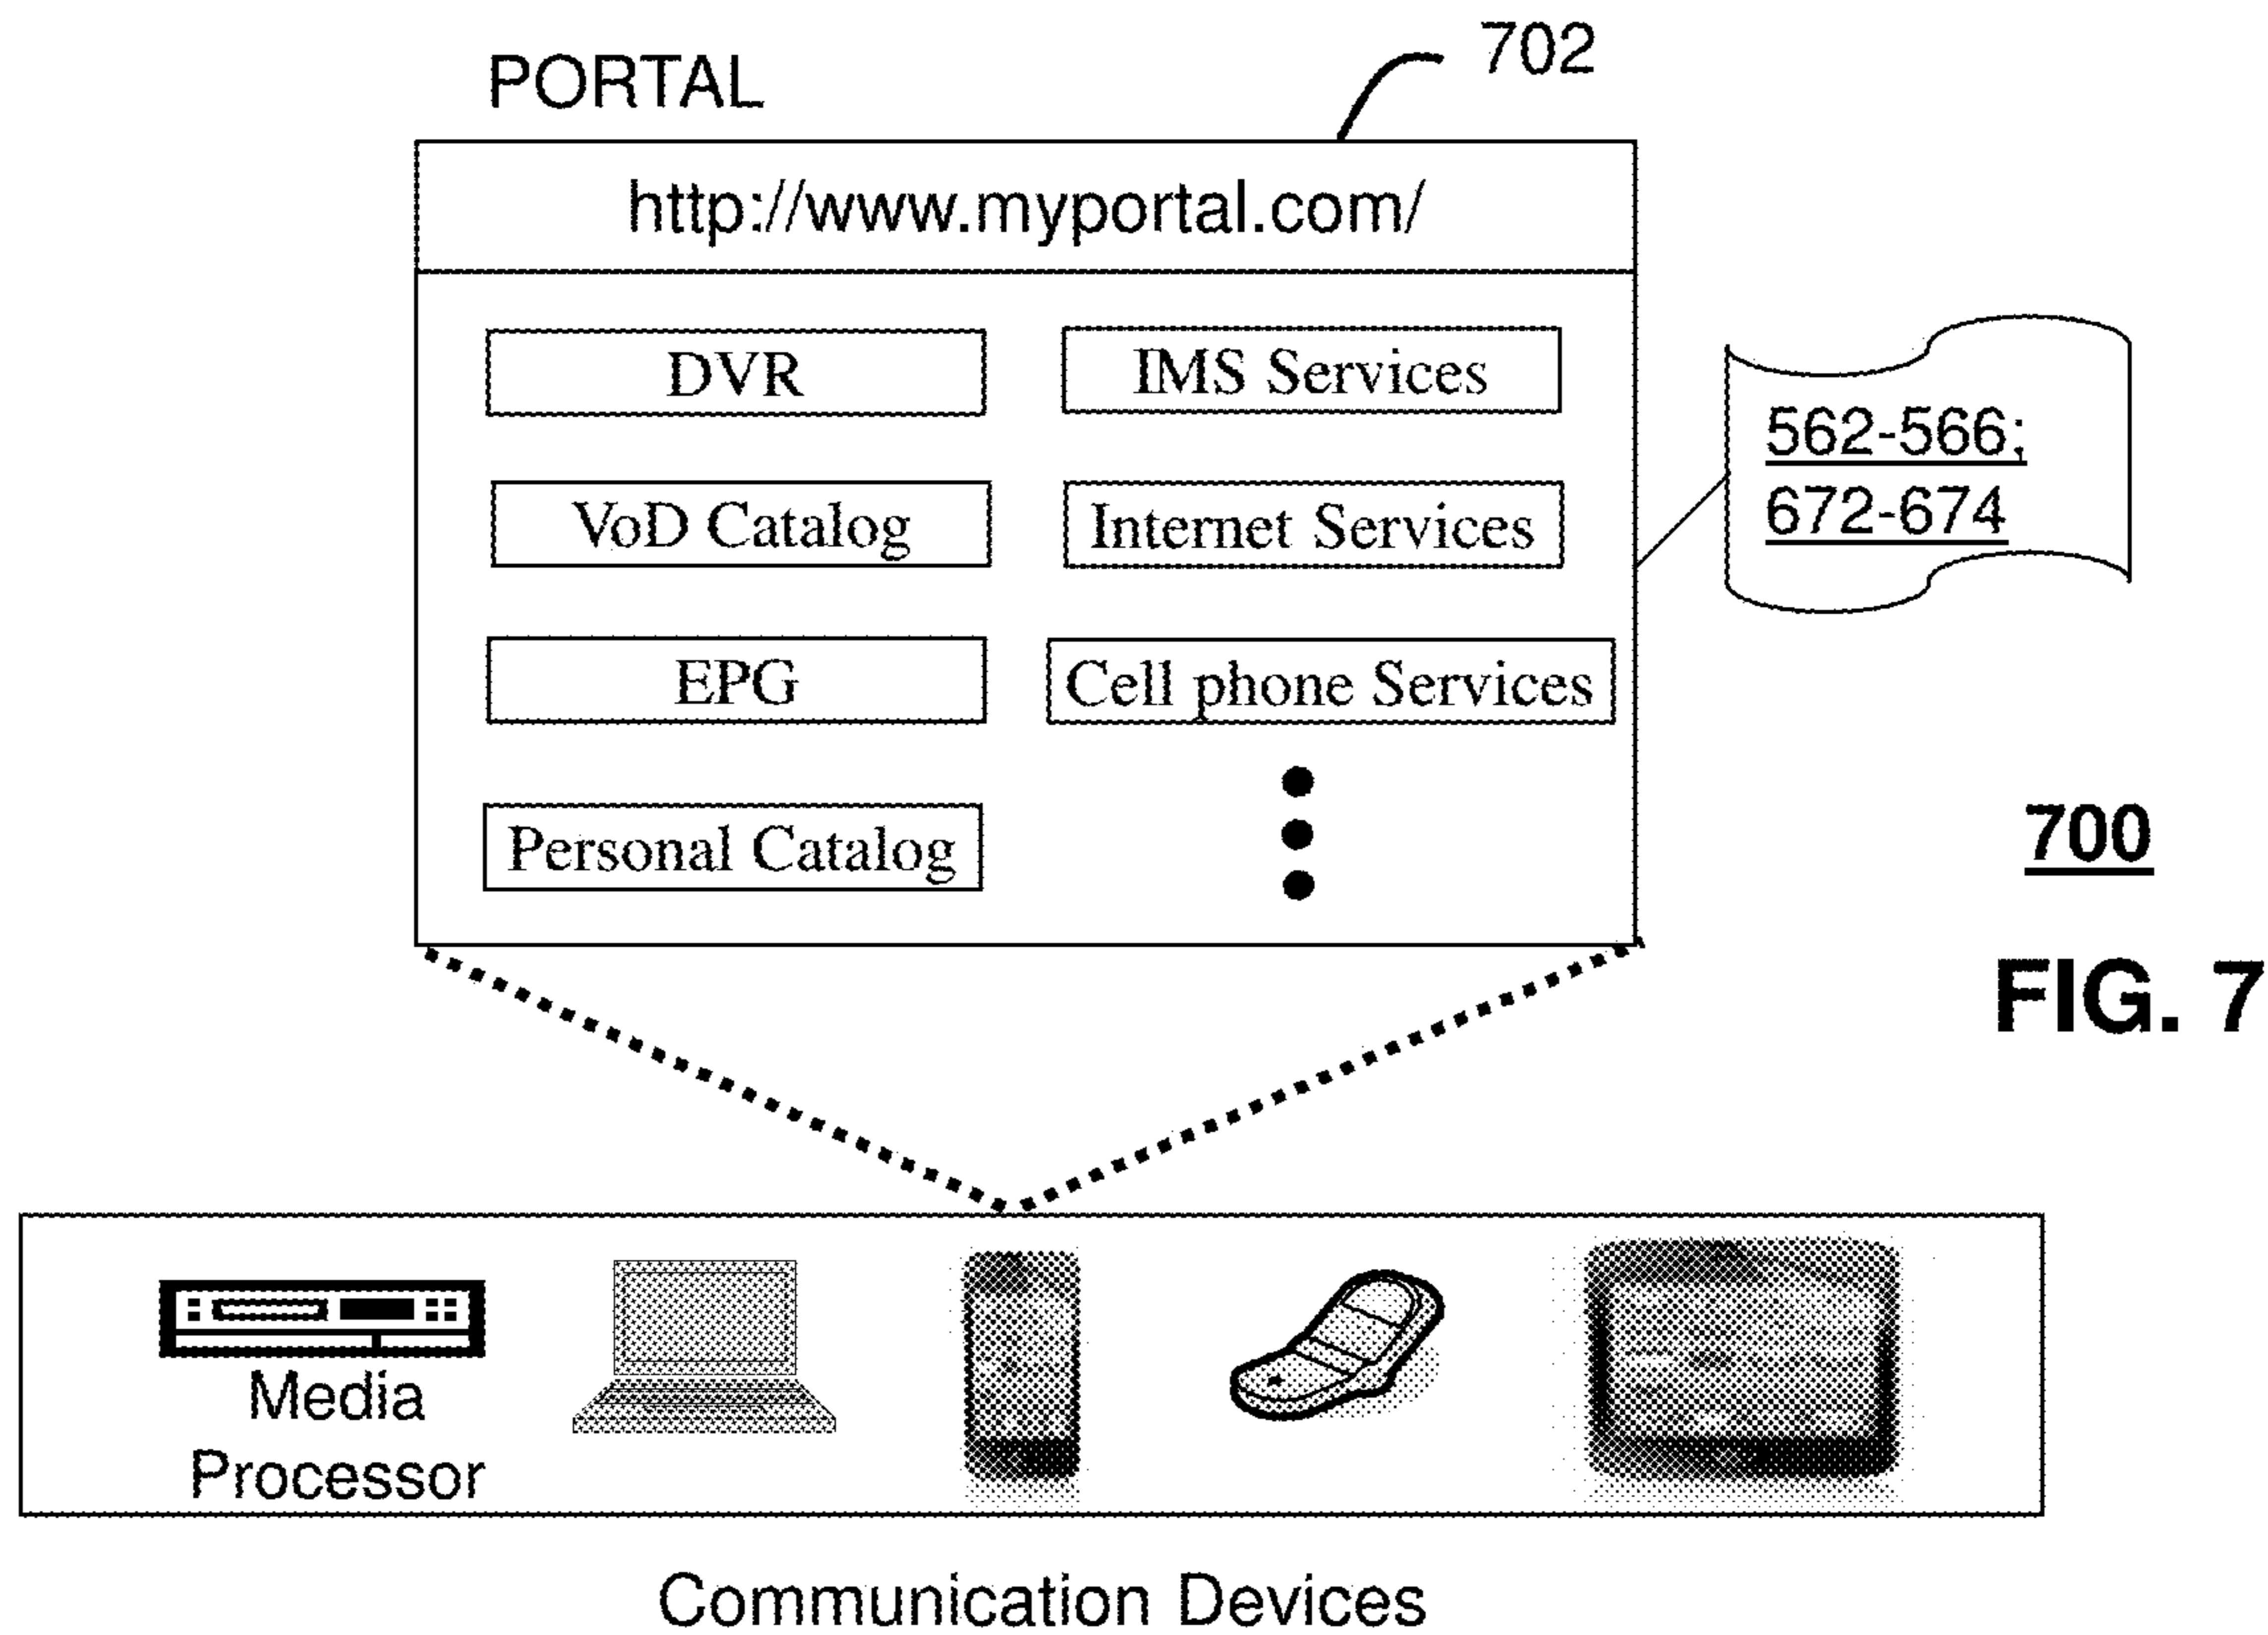 PORTAL
702
http://www.myportal.com/
DVR
IMS Services
VoD Catalog
Internet Services
EPG
Cell phone Services
Personal Catalog
562-566;
672-674
700
FIG. 7
Media
Processor
Communication Devices